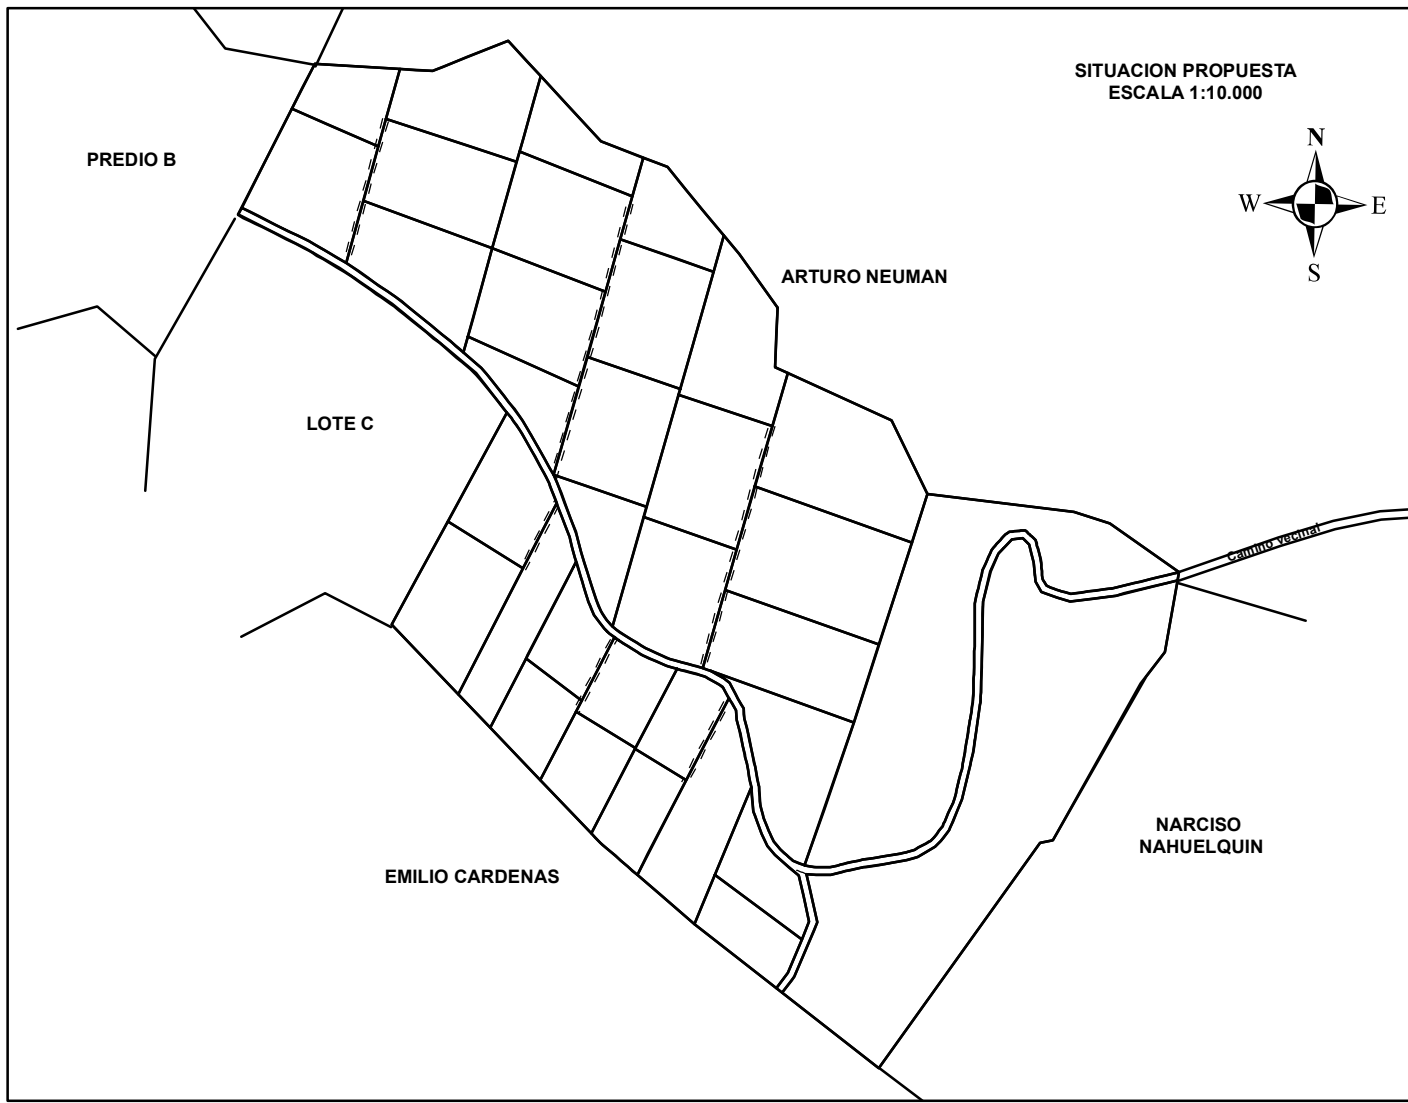 SITUACION PROPUESTA
ESCALA 1:10.000
N
PREDIO B
W
E
S
ARTURO NEUMAN
LOTE C
Camino vecinal
NARCISO
NAHUELQUIN
EMILIO CARDENAS